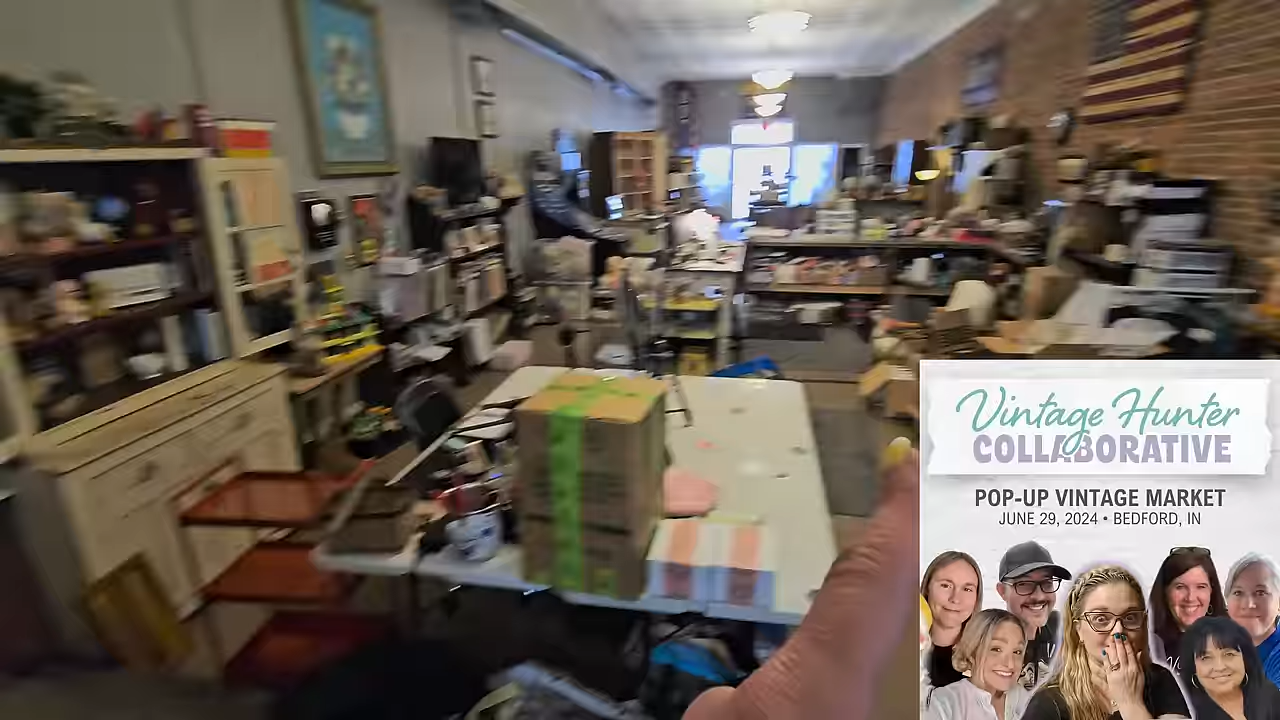 Vintage Hunter
COLLABORATIVE
POP-UP VINTAGE MARKET
JUNE 29, 2024 • BEDFORD, IN